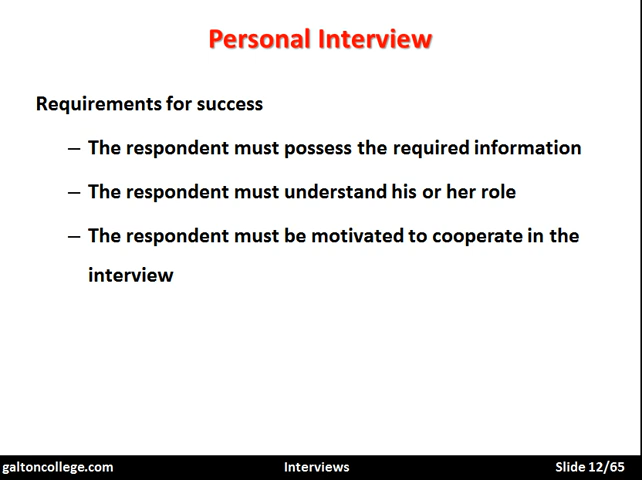 Personal Interview
Requirements for success
– The respondent must possess the required information
– The respondent must understand his or her role
– The respondent must be motivated to cooperate in the
interview
galtoncollege.com Interviews Slide 12/65